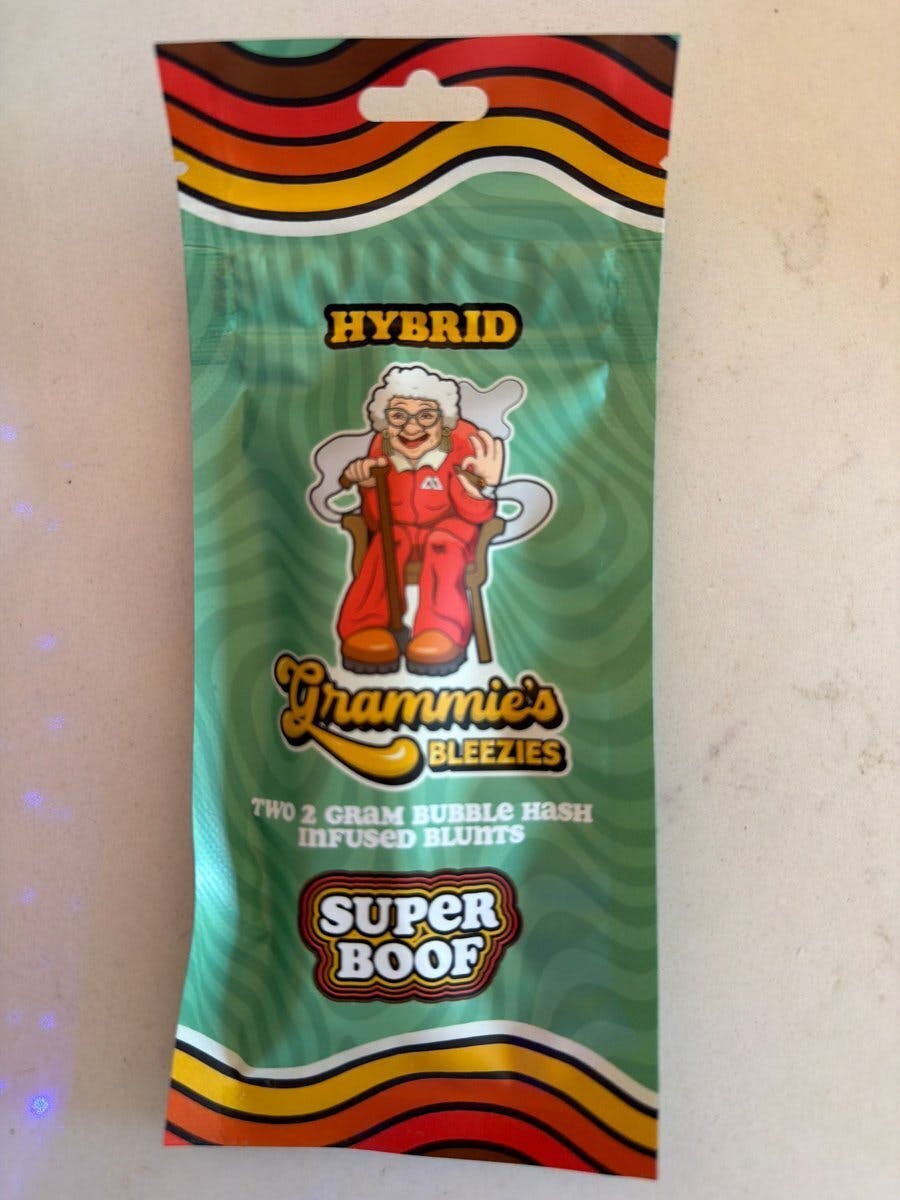 HYBRID
Grammie's
BLEEZIES
TWO 2 GRAM BUBBLE HASH
INFUSED BLUNTS
SUPER
BOOF